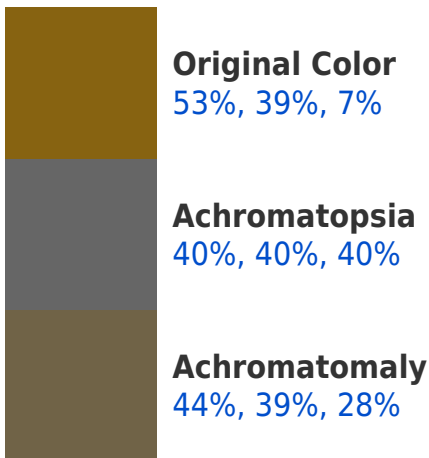 Original Color
53%, 39%, 7%
Achromatopsia
40%, 40%, 40%
Achromatomaly
44%, 39%, 28%